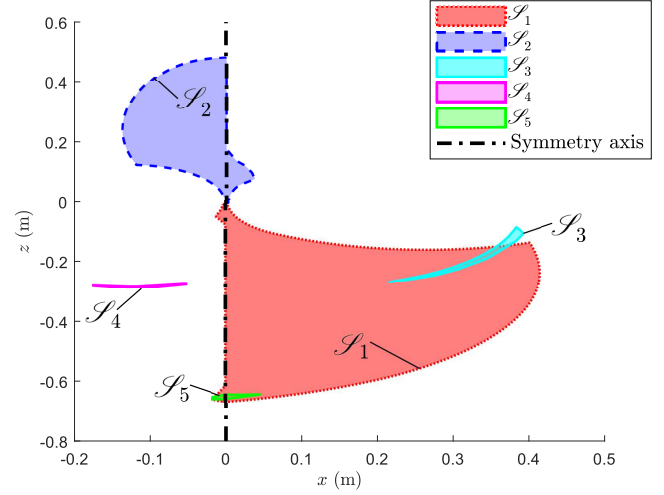 0.6
0.4
0.2
0
-0.2
-0.4
-0.6
-0.8
z (m)
-0.2 -0.1 0 0.1 0.2 0.3 0.4 0.5
x (m)
𝒮1
𝒮2
𝒮3
𝒮4
𝒮5
Symmetry axis
𝒮2
𝒮3
𝒮4
𝒮1
𝒮5